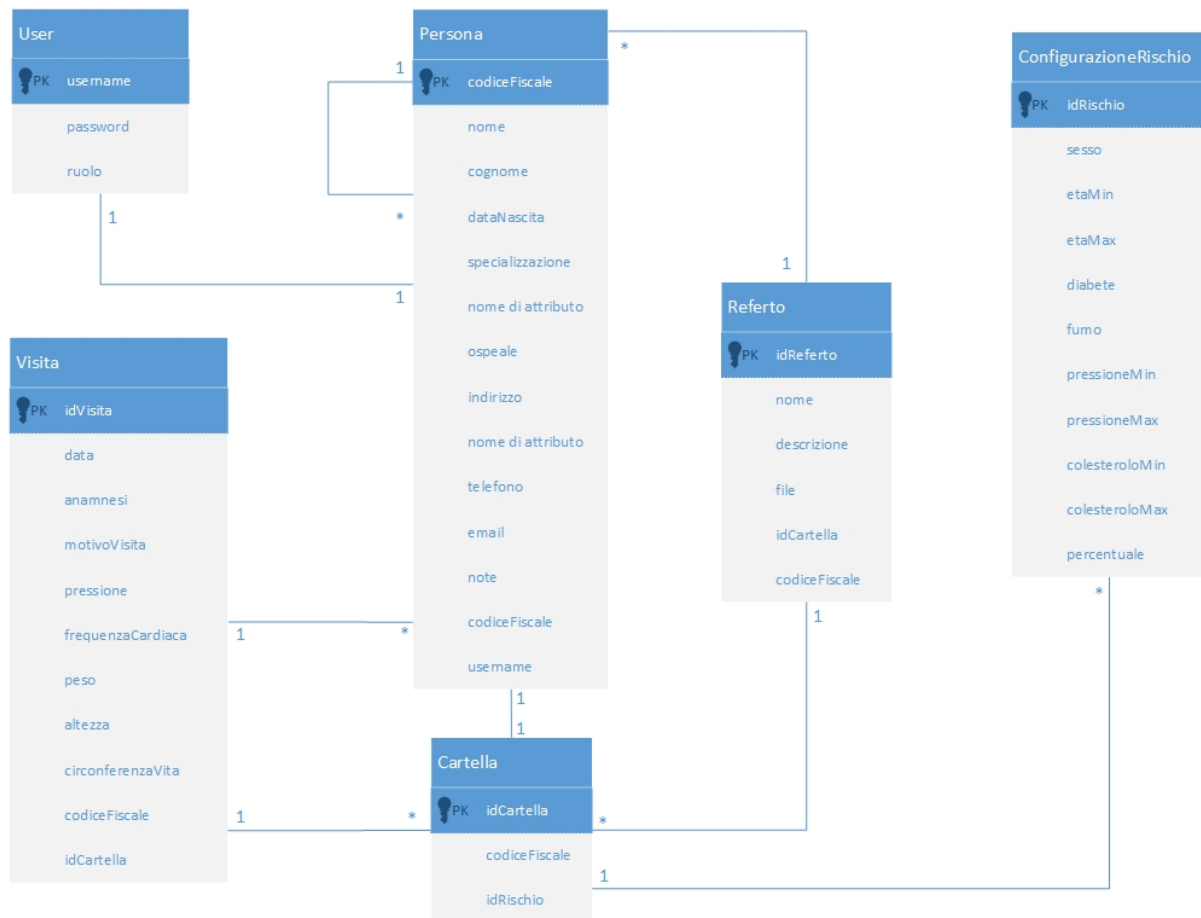 User
PK username
password
ruolo
1
1
Persona
PK codiceFiscale
nome
cognome
dataNascita
specializzazione
nome di attributo
ospeale
indirizzo
nome di attributo
telefono
email
note
codiceFiscale
username
1
*
*
1
Referto
PK idReferto
nome
descrizione
file
idCartella
codiceFiscale
1
*
ConfigurazioneRischio
PK idRischio
sesso
etaMin
etaMax
diabete
fumo
pressioneMin
pressioneMax
colesteroloMin
colesteroloMax
percentuale
*
1
Visita
PK idVisita
data
anamnesi
motivoVisita
pressione
frequenzaCardiaca
peso
altezza
circonferenzaVita
codiceFiscale
idCartella
1
*
1
*
1
1
Cartella
PK idCartella
codiceFiscale
idRischio